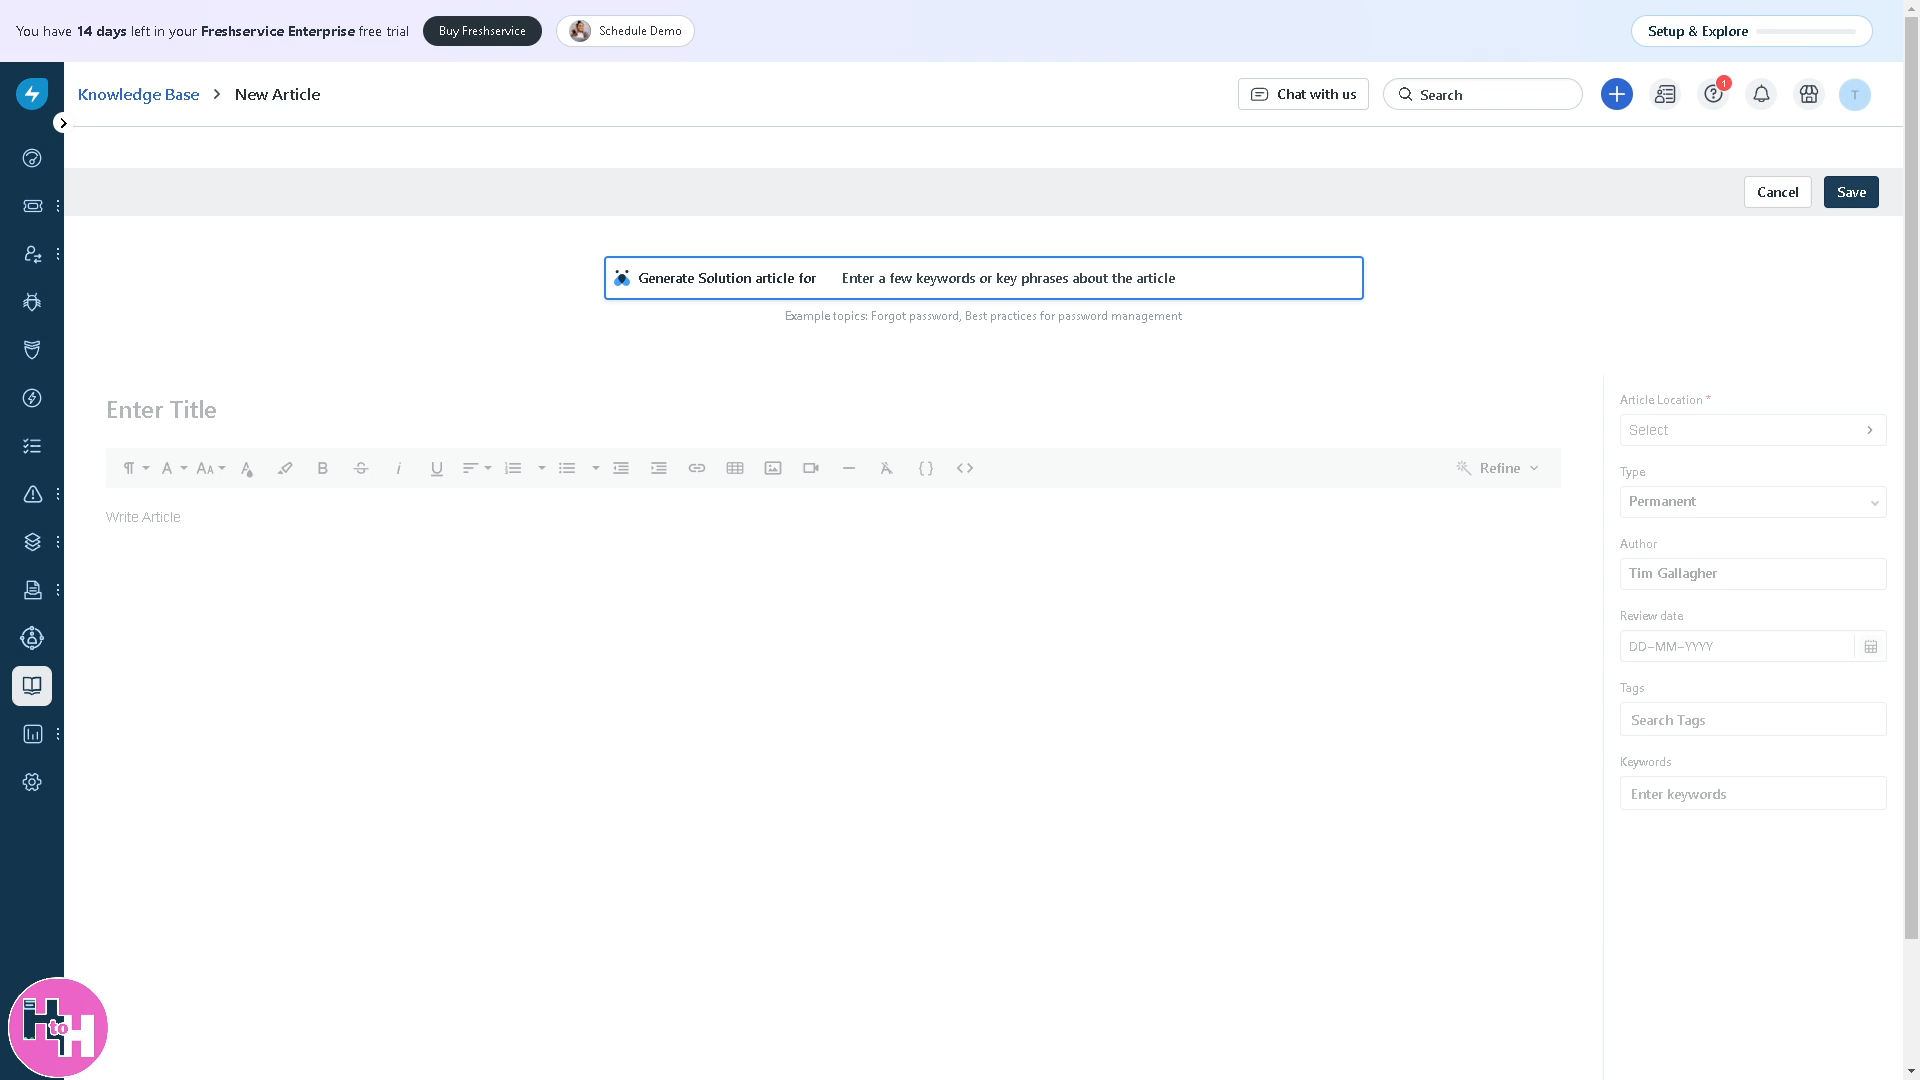 You have 14 days left in your Freshservice Enterprise free trial
Buy Freshservice
Schedule Demo
Setup & Explore
Knowledge Base > New Article
Chat with us
Search
1
T
Cancel
Save
Generate Solution article for
Enter a few keywords or key phrases about the article
Example topics: Forgot password, Best practices for password management
Enter Title
Refine
Write Article
Article Location *
Select
Type
Permanent
Author
Tim Gallagher
Review date
DD-MM-YYYY
Tags
Search Tags
Keywords
Enter keywords
H to H